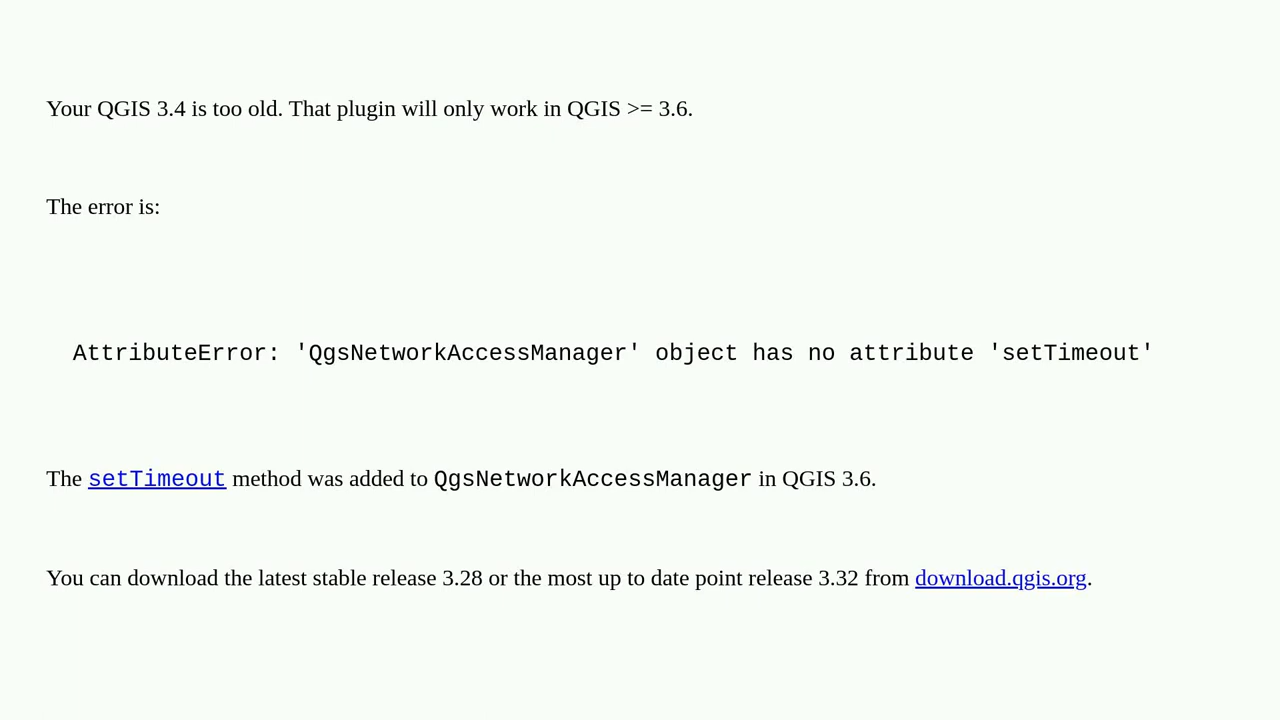 Your QGIS 3.4 is too old. That plugin will only work in QGIS >= 3.6.
The error is:
AttributeError: 'QgsNetworkAccessManager' object has no attribute 'setTimeout'
The setTimeout method was added to QgsNetworkAccessManager in QGIS 3.6.
You can download the latest stable release 3.28 or the most up to date point release 3.32 from download.qgis.org.